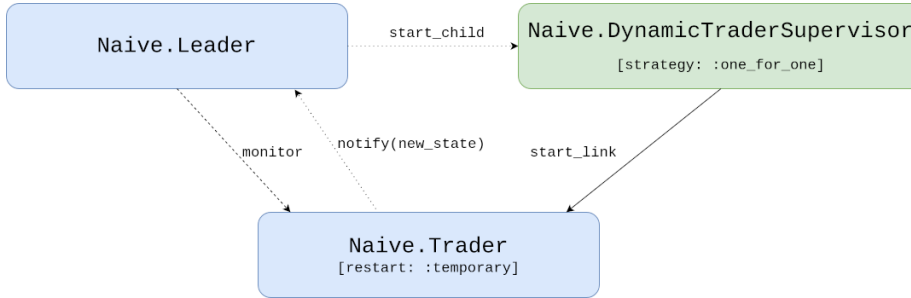 Naive.Leader
start_child
Naive.DynamicTraderSupervisor
[strategy: :one_for_one]
monitor
notify(new_state)
start_link
Naive.Trader
[restart: :temporary]